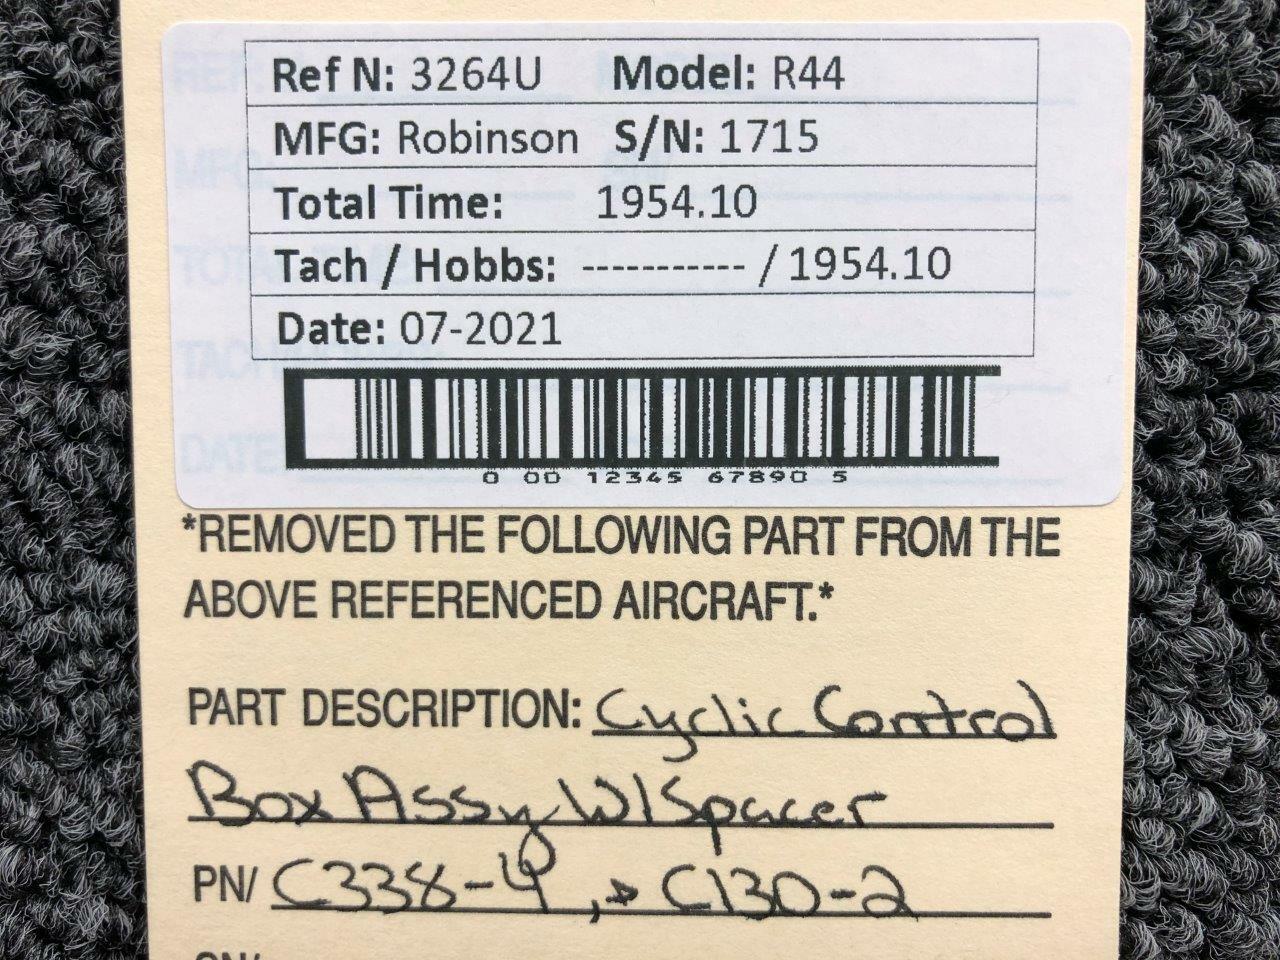 Ref N: 3264U Model: R44
MFG: Robinson S/N: 1715
Total Time: 1954.10
Tach / Hobbs: ----------- / 1954.10
Date: 07-2021
0 00 12345 67890 5
*REMOVED THE FOLLOWING PART FROM THE
ABOVE REFERENCED AIRCRAFT.*
PART DESCRIPTION: Cyclic Control
Box Assy W/Spacer
PN/ C338-4, C130-2